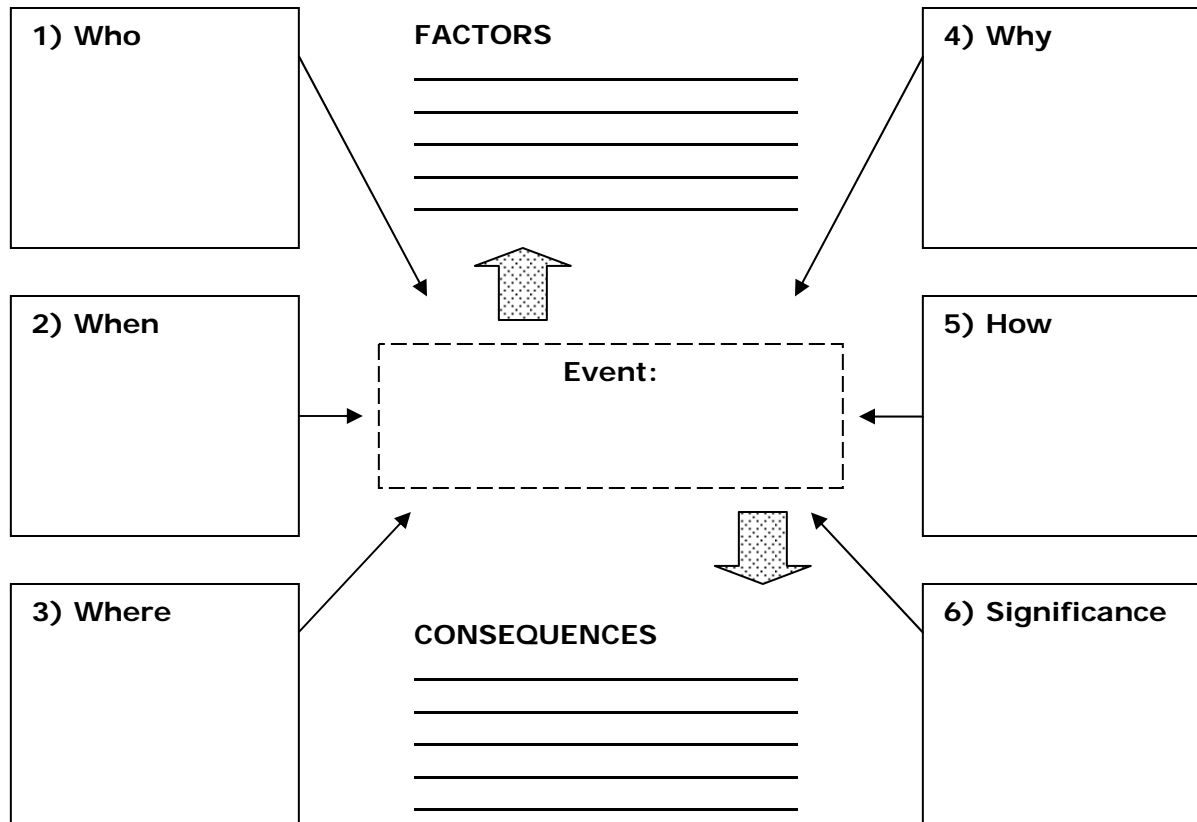 1) Who
FACTORS
4) Why
2) When
Event:
5) How
3) Where
CONSEQUENCES
6) Significance